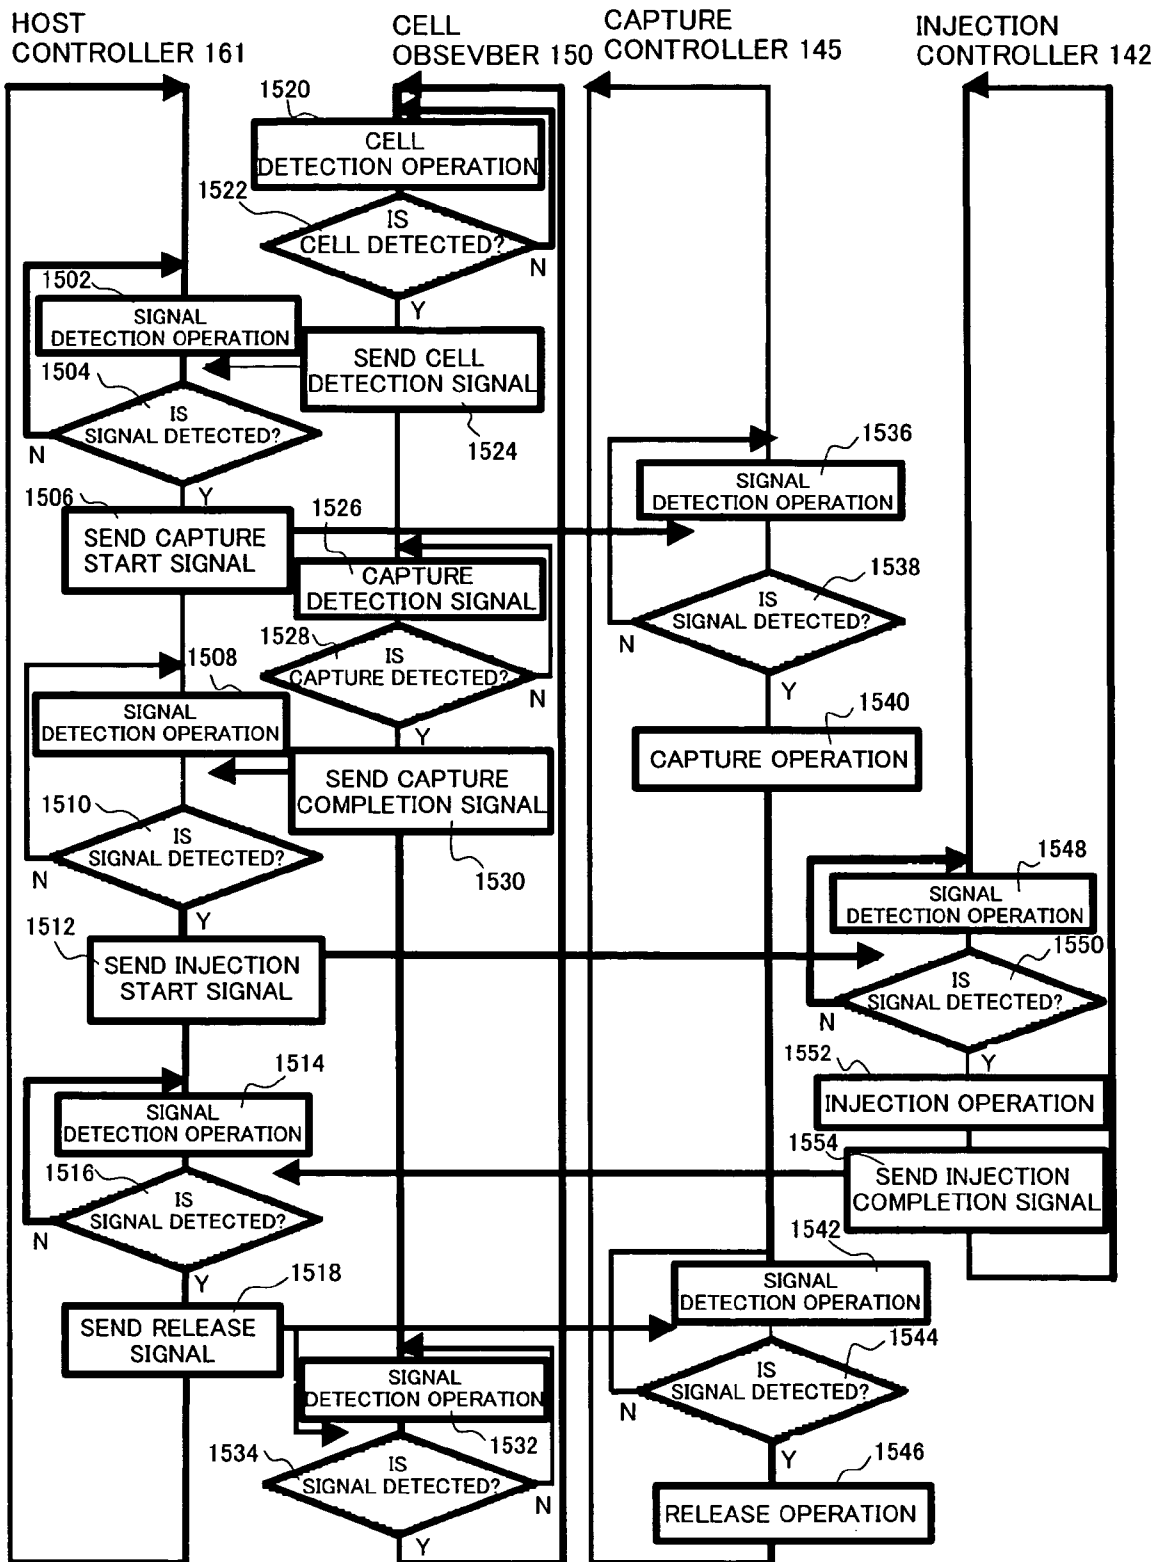 HOST
CONTROLLER 161
CELL
OBSEVBER 150
CAPTURE
CONTROLLER 145
INJECTION
CONTROLLER 142
1520
CELL
DETECTION OPERATION
1522
IS
CELL DETECTED?
N
Y
1502
SIGNAL
DETECTION OPERATION
1504
IS
SIGNAL DETECTED?
N
Y
SEND CELL
DETECTION SIGNAL
1524
1536
SIGNAL
DETECTION OPERATION
1506
SEND CAPTURE
START SIGNAL
1526
CAPTURE
DETECTION SIGNAL
1538
IS
SIGNAL DETECTED?
N
Y
1528
IS
CAPTURE DETECTED?
N
Y
1508
SIGNAL
DETECTION OPERATION
1540
CAPTURE OPERATION
SEND CAPTURE
COMPLETION SIGNAL
1530
1510
IS
SIGNAL DETECTED?
N
Y
1548
SIGNAL
DETECTION OPERATION
1512
SEND INJECTION
START SIGNAL
1550
IS
SIGNAL DETECTED?
N
Y
1552
INJECTION OPERATION
1514
SIGNAL
DETECTION OPERATION
1554
SEND INJECTION
COMPLETION SIGNAL
1516
IS
SIGNAL DETECTED?
N
Y
1542
SIGNAL
DETECTION OPERATION
1518
SEND RELEASE
SIGNAL
1544
IS
SIGNAL DETECTED?
N
Y
SIGNAL
DETECTION OPERATION
1532
1534
IS
SIGNAL DETECTED?
N
Y
1546
RELEASE OPERATION